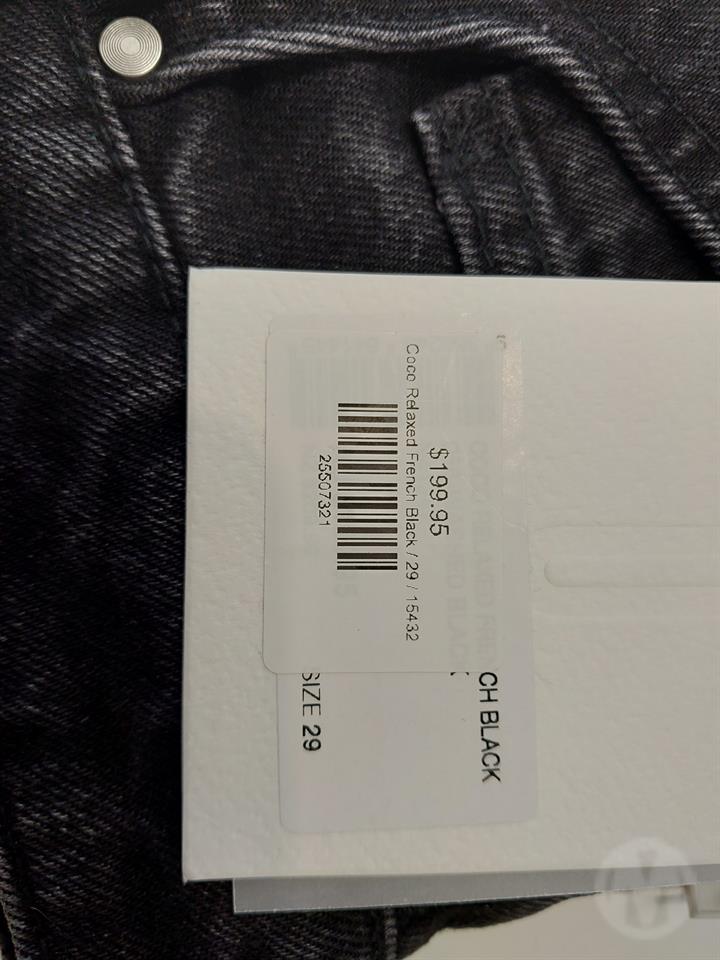 $199.95
Coco Relaxed French Black / 29 / 15432
25507321
CH BLACK
SIZE 29